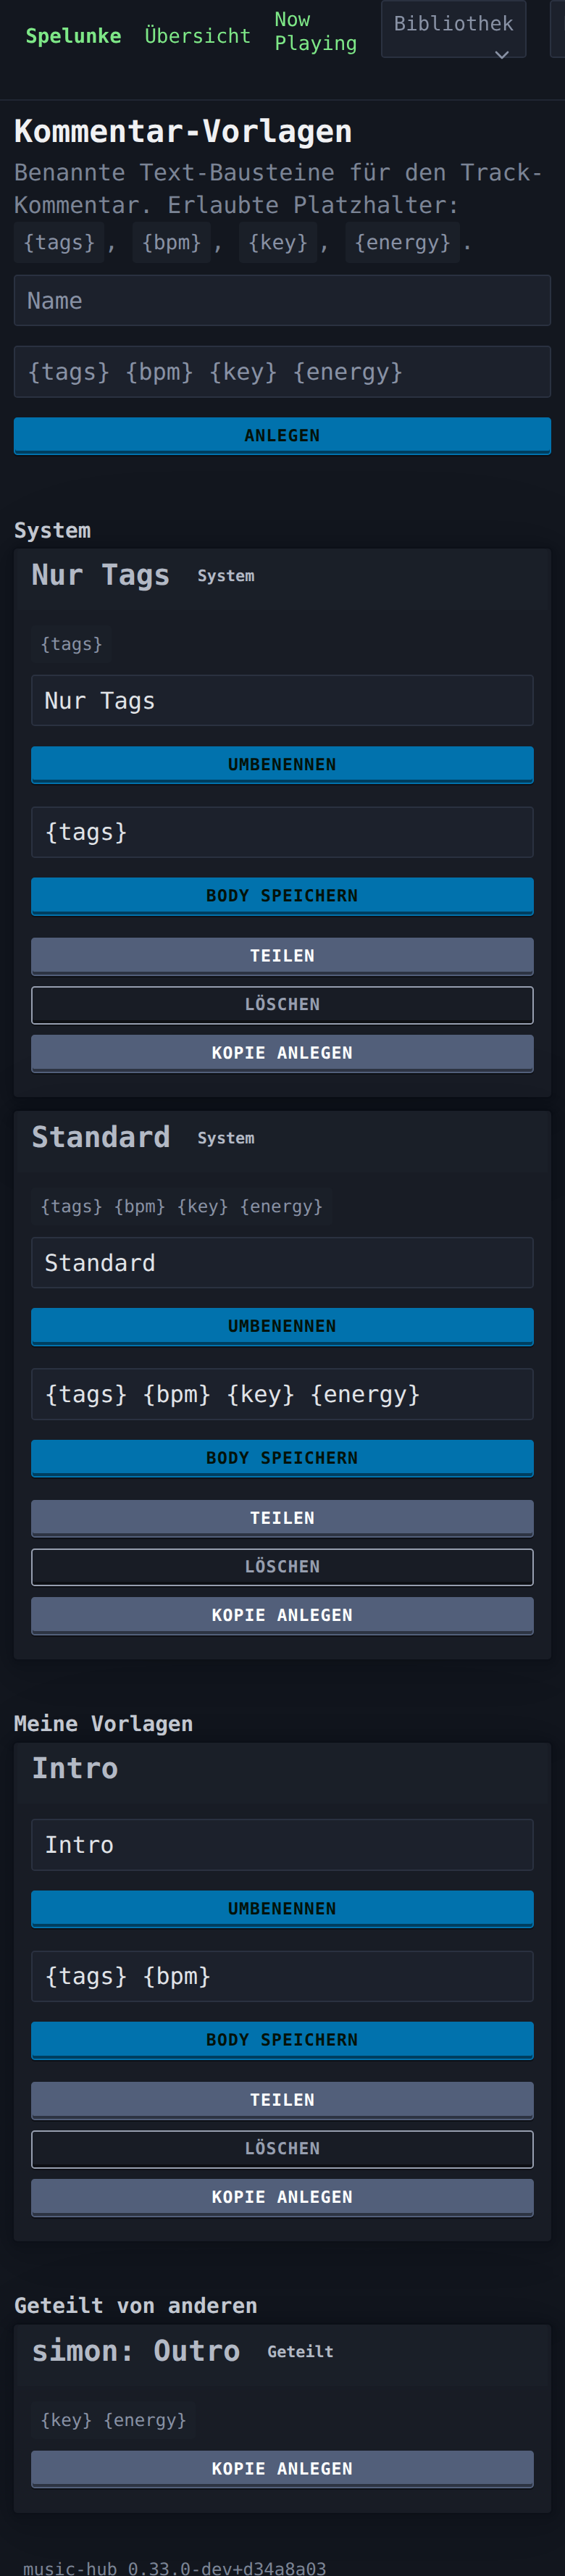 Spelunke Übersicht Now Playing Bibliothek
Kommentar-Vorlagen
Benannte Text-Bausteine für den Track-
Kommentar. Erlaubte Platzhalter:
{tags}, {bpm}, {key}, {energy}.
Name
{tags} {bpm} {key} {energy}
ANLEGEN
System
Nur Tags System
{tags}
Nur Tags
UMBENENNEN
{tags}
BODY SPEICHERN
TEILEN
LÖSCHEN
KOPIE ANLEGEN
Standard System
{tags} {bpm} {key} {energy}
Standard
UMBENENNEN
{tags} {bpm} {key} {energy}
BODY SPEICHERN
TEILEN
LÖSCHEN
KOPIE ANLEGEN
Meine Vorlagen
Intro
Intro
UMBENENNEN
{tags} {bpm}
BODY SPEICHERN
TEILEN
LÖSCHEN
KOPIE ANLEGEN
Geteilt von anderen
simon: Outro Geteilt
{key} {energy}
KOPIE ANLEGEN
music-hub 0.33.0-dev+d34a8a03